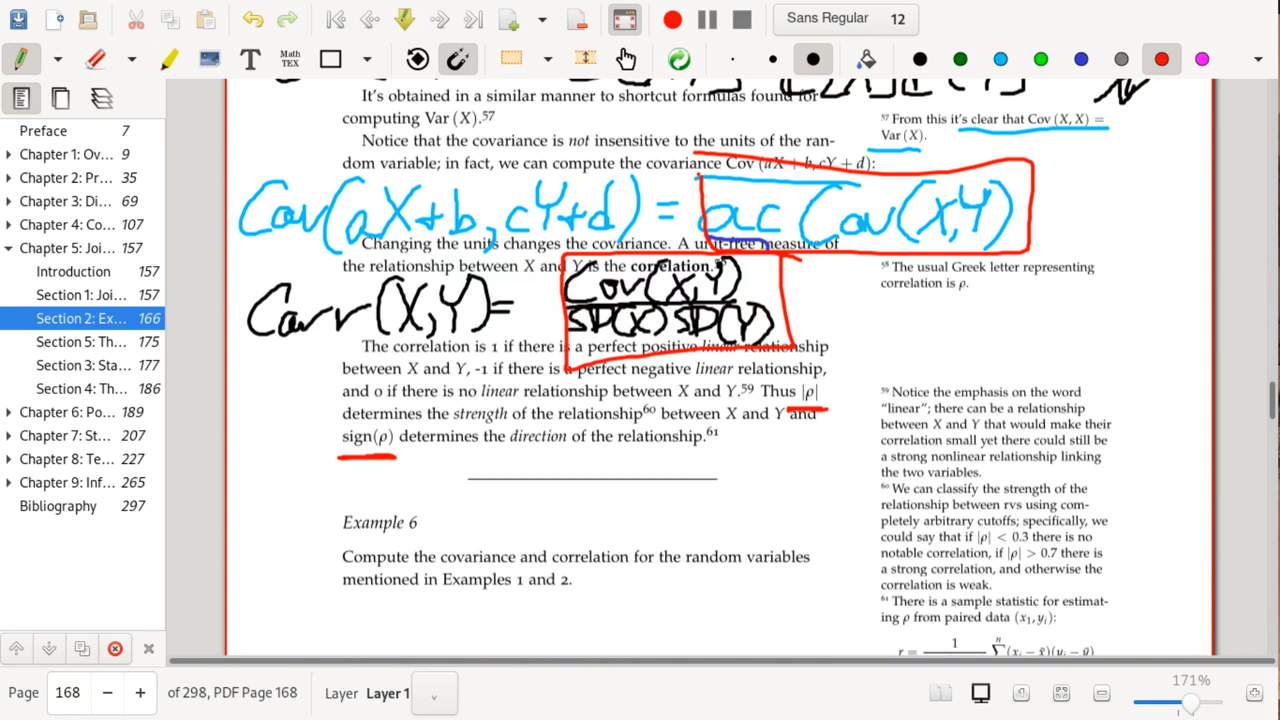 Sans Regular 12
T Math TEX
Preface 7
Chapter 1: Ov... 9
Chapter 2: Pr... 35
Chapter 3: Di... 69
Chapter 4: Co... 107
Chapter 5: Joi... 157
Introduction 157
Section 1: Joi... 157
Section 2: Ex... 166
Section 5: Th... 175
Section 3: Sta... 177
Section 4: Th... 186
Chapter 6: Po... 189
Chapter 7: St... 207
Chapter 8: Te... 227
Chapter 9: Inf... 265
Bibliography 297
It's obtained in a similar manner to shortcut formulas found for
computing Var (X).⁵⁷
Notice that the covariance is not insensitive to the units of the ran-
dom variable; in fact, we can compute the covariance Cov (aX + b, cY + d):
Cov(aX+b, cY+d) = ac Cov(X,Y)
Changing the units changes the covariance. A unit-free measure of
the relationship between X and Y is the correlation.⁵⁸
Corr(X,Y) = Cov(X,Y)
SD(X) SD(Y)
The correlation is 1 if there is a perfect positive linear relationship
between X and Y, -1 if there is a perfect negative linear relationship,
and 0 if there is no linear relationship between X and Y.⁵⁹ Thus |ρ|
determines the strength of the relationship⁶⁰ between X and Y and
sign(ρ) determines the direction of the relationship.⁶¹
Example 6
Compute the covariance and correlation for the random variables
mentioned in Examples 1 and 2.
⁵⁷ From this it's clear that Cov (X, X) =
Var (X).
⁵⁸ The usual Greek letter representing
correlation is ρ.
⁵⁹ Notice the emphasis on the word
"linear"; there can be a relationship
between X and Y that would make their
correlation small yet there could still be
a strong nonlinear relationship linking
the two variables.
⁶⁰ We can classify the strength of the
relationship between rvs using com-
pletely arbitrary cutoffs; specifically, we
could say that if |ρ| < 0.3 there is no
notable correlation, if |ρ| > 0.7 there is
a strong correlation, and otherwise the
correlation is weak.
⁶¹ There is a sample statistic for estimat-
ing ρ from paired data (x₁, yᵢ):
Page 168 of 298, PDF Page 168 Layer Layer 1 171%